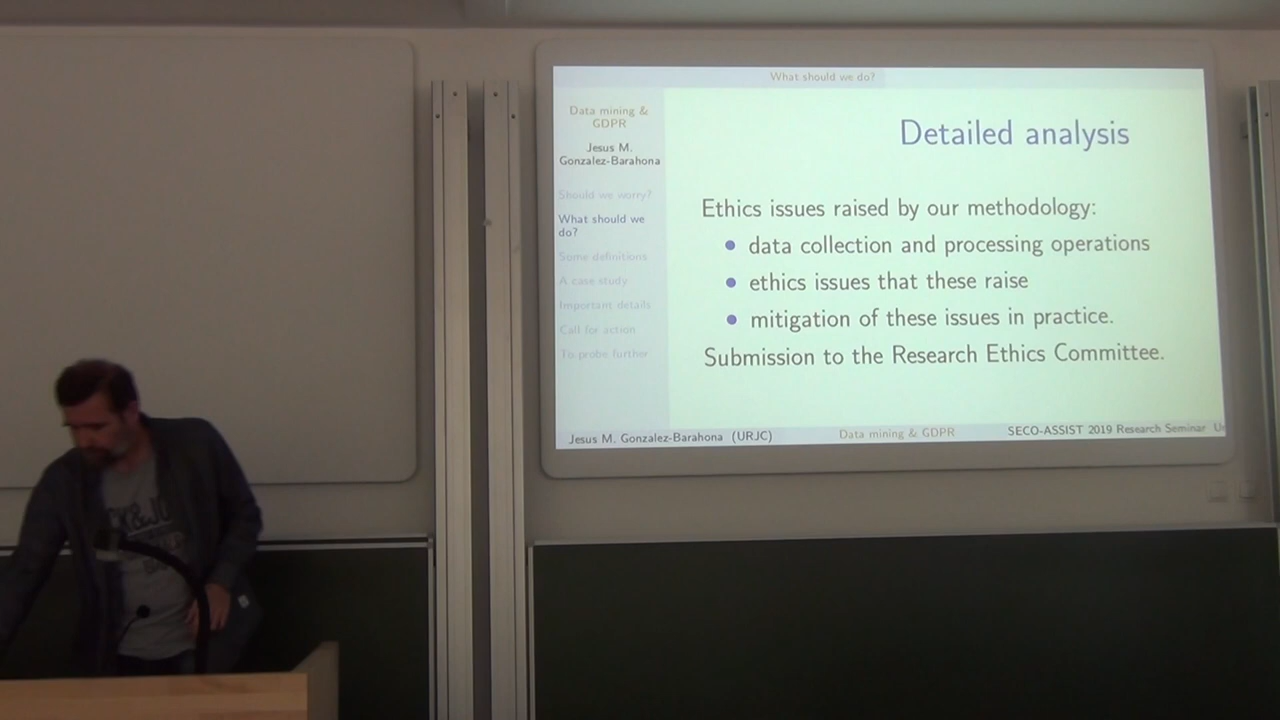 What should we do?
Data mining &
GDPR
Jesus M.
Gonzalez-Barahona
Should we worry?
What should we
do?
Some definitions
A case study
Important details
Call for action
To probe further
Detailed analysis
Ethics issues raised by our methodology:
data collection and processing operations
ethics issues that these raise
mitigation of these issues in practice.
Submission to the Research Ethics Committee.
Jesus M. Gonzalez-Barahona (URJC)
Data mining & GDPR
SECO-ASSIST 2019 Research Seminar